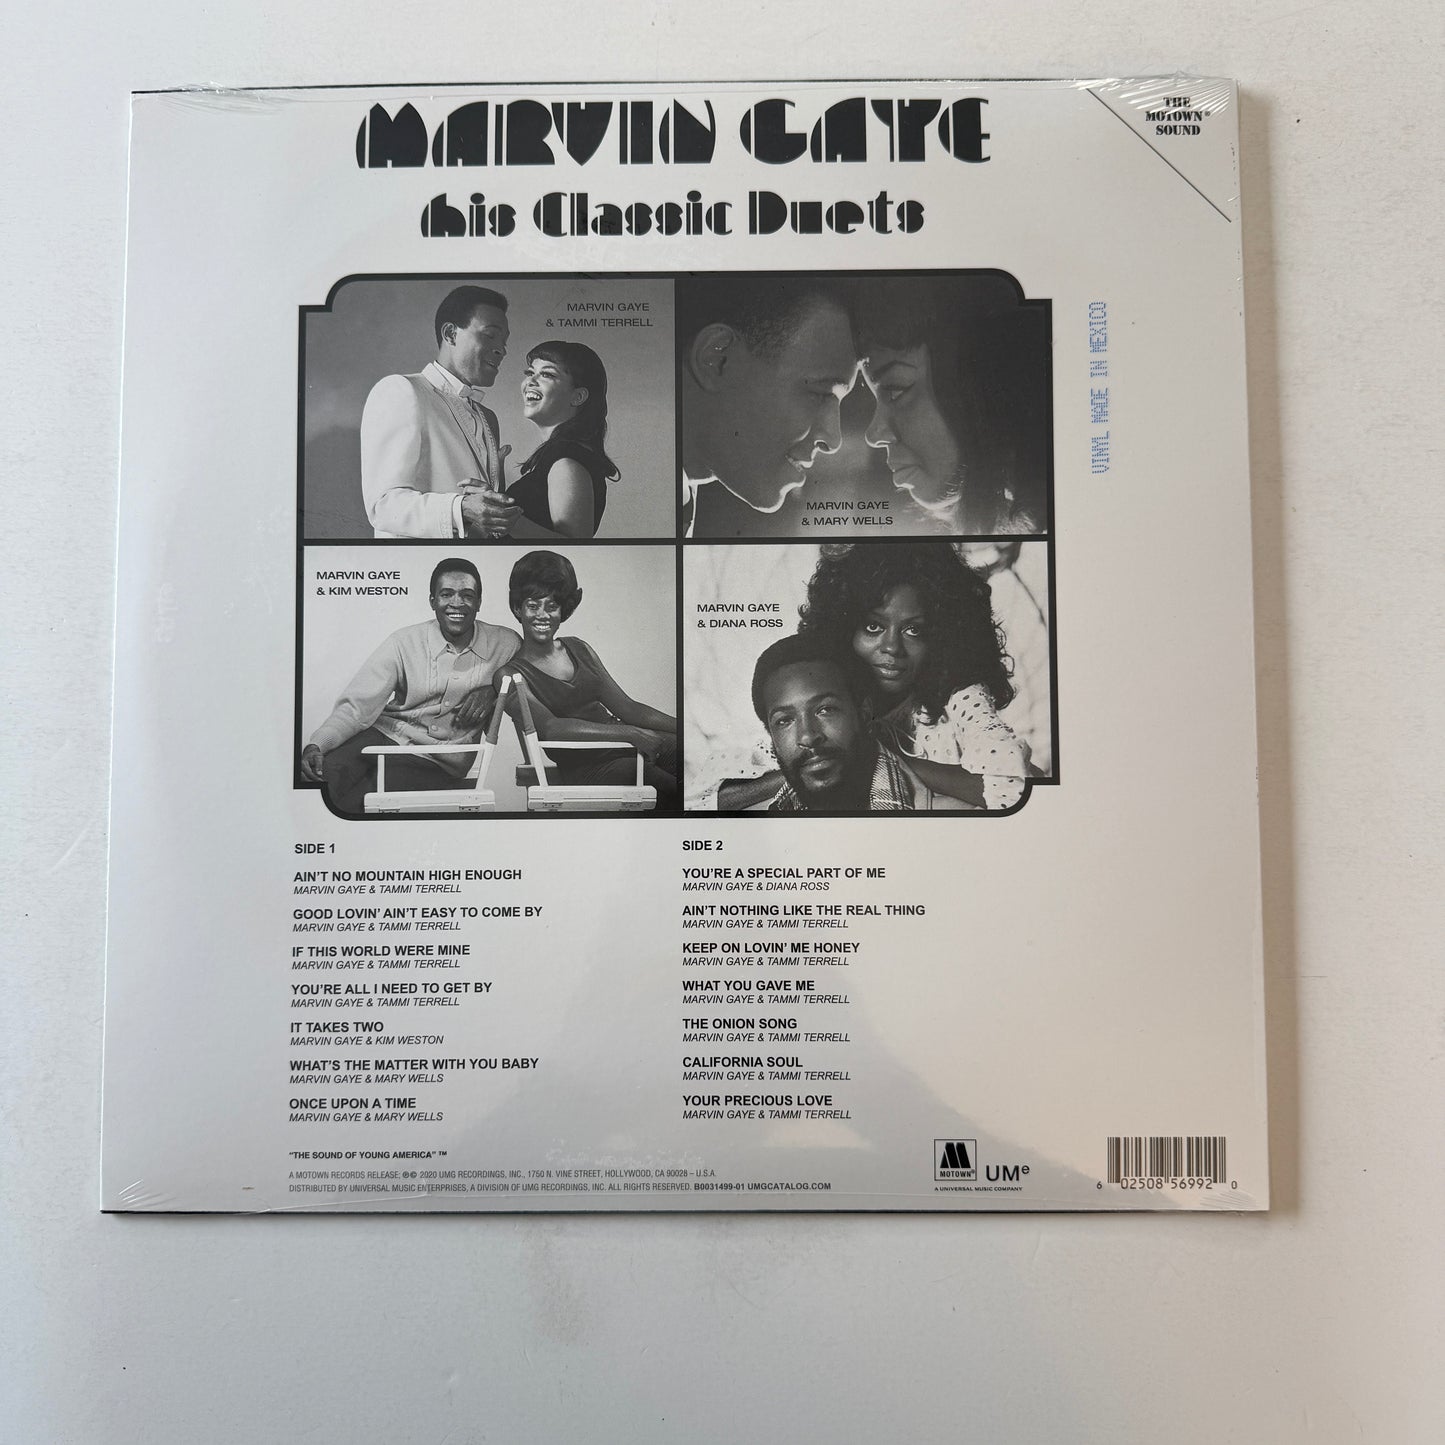 MARVIN GAYE
his Classic Duets
THE
MOTOWN®
SOUND
MARVIN GAYE
& TAMMI TERRELL
MARVIN GAYE
& MARY WELLS
VINYL MADE IN MEXICO
MARVIN GAYE
& KIM WESTON
MARVIN GAYE
& DIANA ROSS
SIDE 1
AIN'T NO MOUNTAIN HIGH ENOUGH
MARVIN GAYE & TAMMI TERRELL
GOOD LOVIN' AIN'T EASY TO COME BY
MARVIN GAYE & TAMMI TERRELL
IF THIS WORLD WERE MINE
MARVIN GAYE & TAMMI TERRELL
YOU'RE ALL I NEED TO GET BY
MARVIN GAYE & TAMMI TERRELL
IT TAKES TWO
MARVIN GAYE & KIM WESTON
WHAT'S THE MATTER WITH YOU BABY
MARVIN GAYE & MARY WELLS
ONCE UPON A TIME
MARVIN GAYE & MARY WELLS
SIDE 2
YOU'RE A SPECIAL PART OF ME
MARVIN GAYE & DIANA ROSS
AIN'T NOTHING LIKE THE REAL THING
MARVIN GAYE & TAMMI TERRELL
KEEP ON LOVIN' ME HONEY
MARVIN GAYE & TAMMI TERRELL
WHAT YOU GAVE ME
MARVIN GAYE & TAMMI TERRELL
THE ONION SONG
MARVIN GAYE & TAMMI TERRELL
CALIFORNIA SOUL
MARVIN GAYE & TAMMI TERRELL
YOUR PRECIOUS LOVE
MARVIN GAYE & TAMMI TERRELL
"THE SOUND OF YOUNG AMERICA" ™
A MOTOWN RECORDS RELEASE; ℗© 2020 UMG RECORDINGS, INC., 1750 N. VINE STREET, HOLLYWOOD, CA 90028 – U.S.A.
DISTRIBUTED BY UNIVERSAL MUSIC ENTERPRISES, A DIVISION OF UMG RECORDINGS, INC. ALL RIGHTS RESERVED. B0031499-01 UMGCATALOG.COM
MOTOWN®
UMe
A UNIVERSAL MUSIC COMPANY
6 02508 56992 0